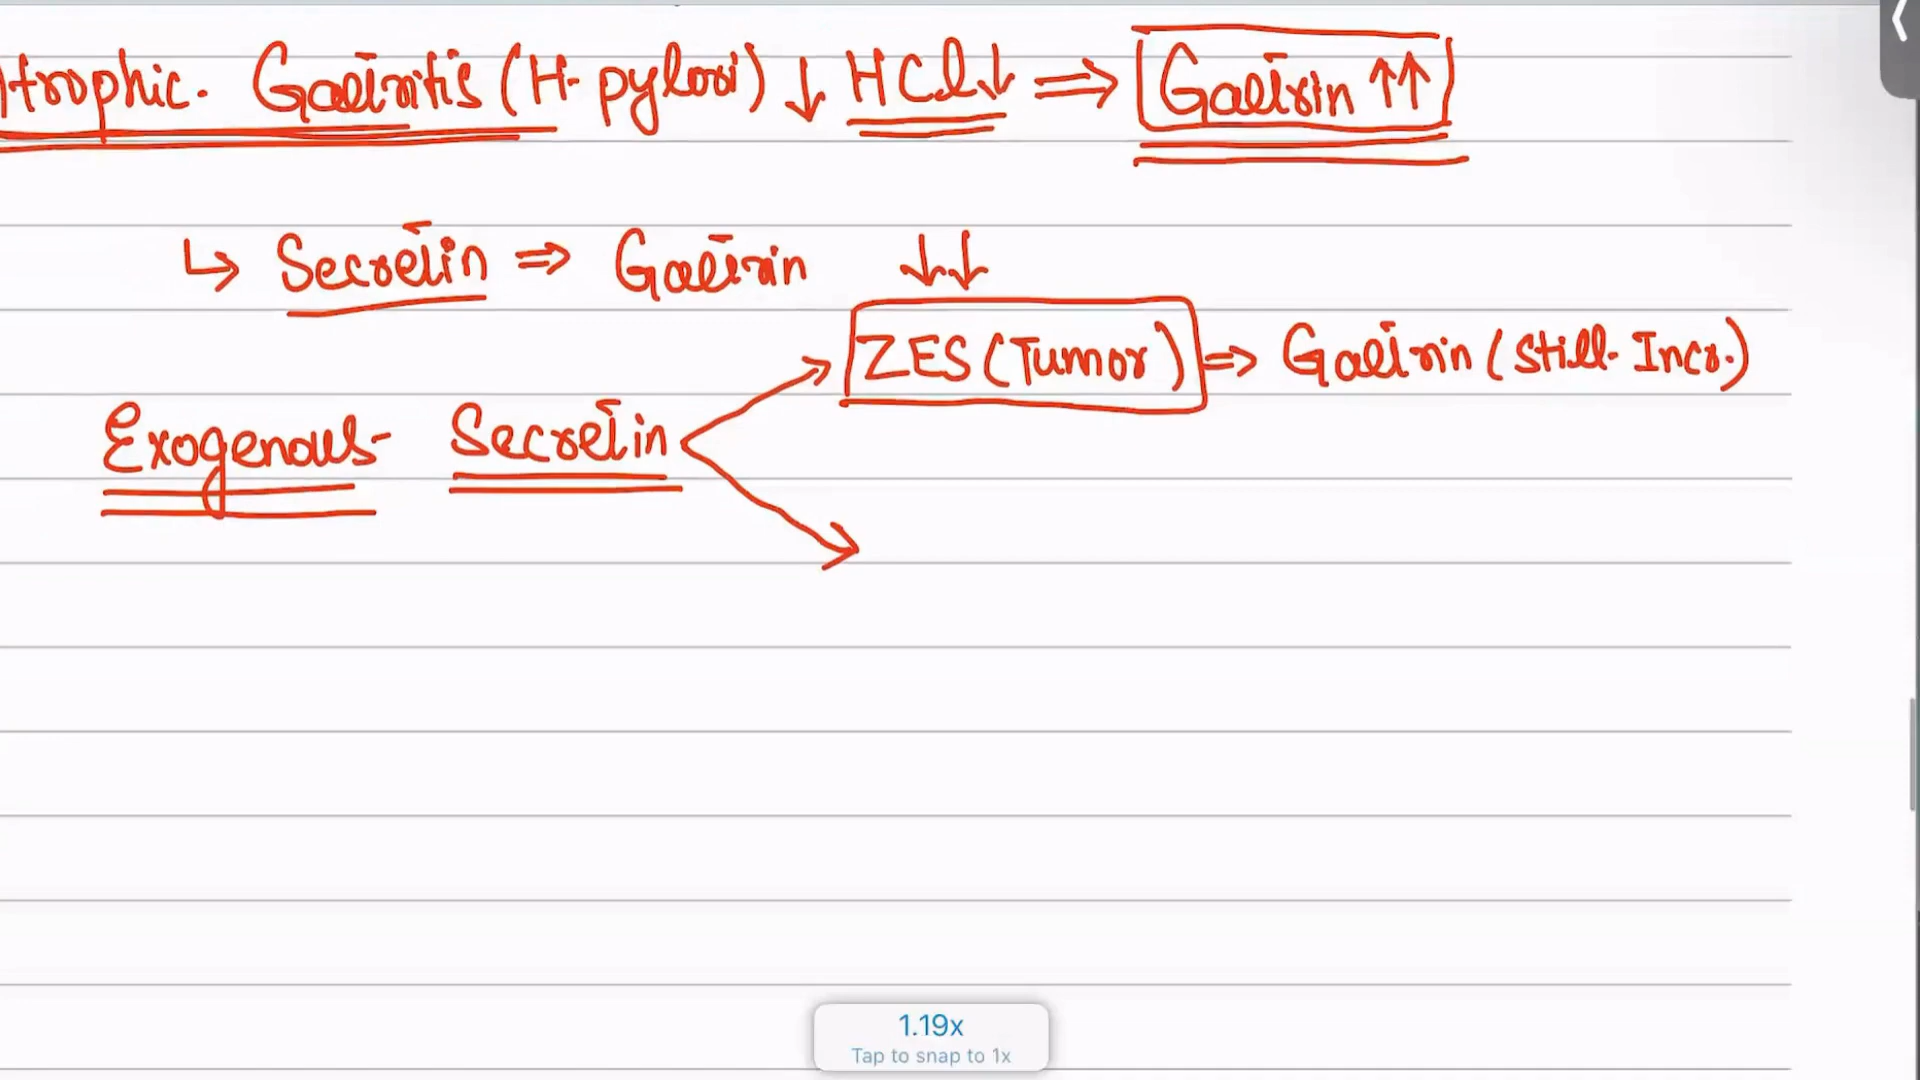 Atrophic. Gastritis (H. pylori) ↓ HCl↓ ⇒ Gastrin ↑↑
↳ Secretin ⇒ Gastrin ↓↓
ZES (Tumor) ⇒ Gastrin (Still. Incr.)
Exogenous- Secretin
1.19x
Tap to snap to 1x